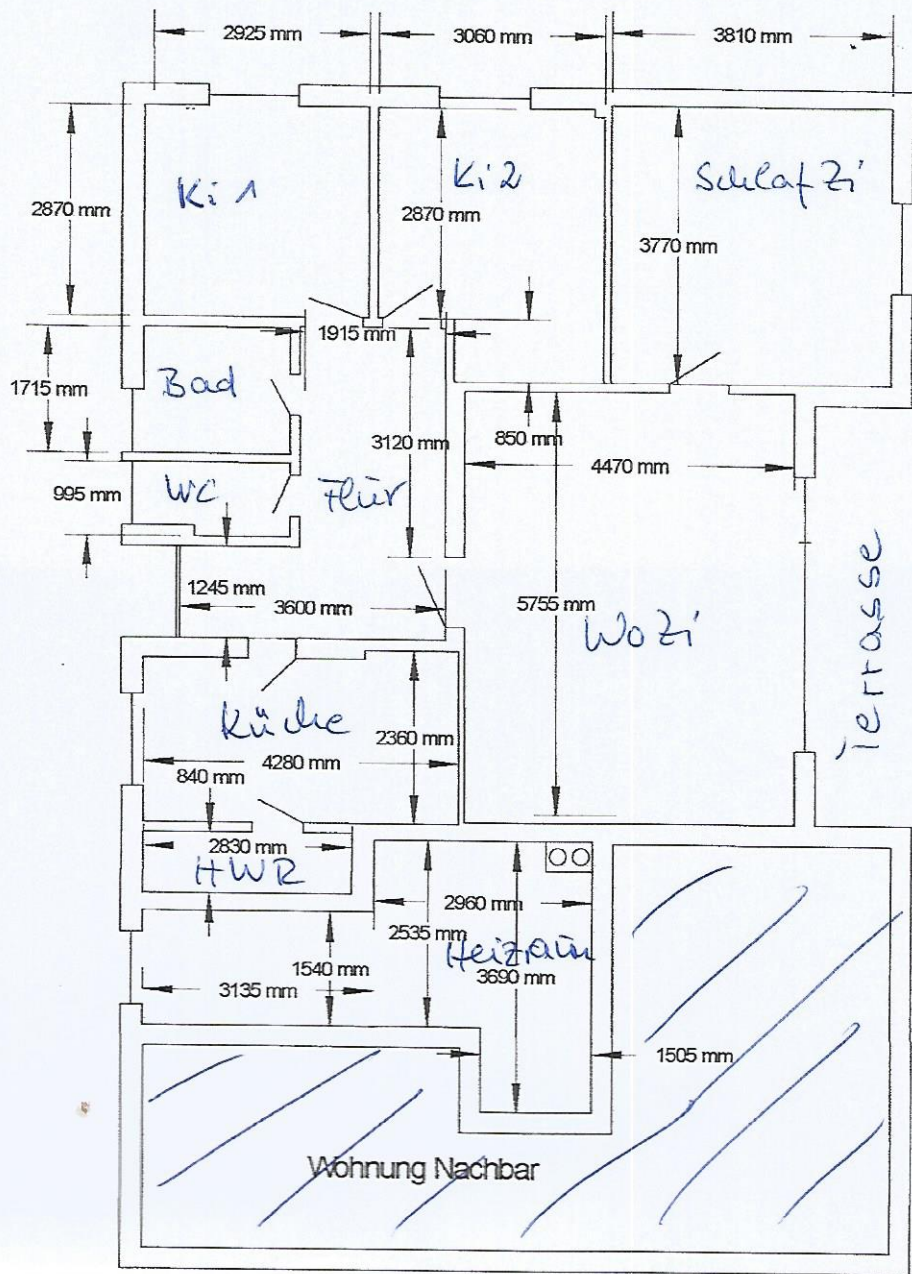 2925 mm
3060 mm
3810 mm
Ki 1
Ki 2
Schlaf Zi
2870 mm
2870 mm
3770 mm
1915 mm
1715 mm
Bad
3120 mm
850 mm
4470 mm
995 mm
WC
Flur
1245 mm
3600 mm
5755 mm
WoZi
Terrasse
Küche
2360 mm
4280 mm
840 mm
2830 mm
HWR
2960 mm
2535 mm
Heizraum
1540 mm
3690 mm
3135 mm
1505 mm
Wohnung Nachbar